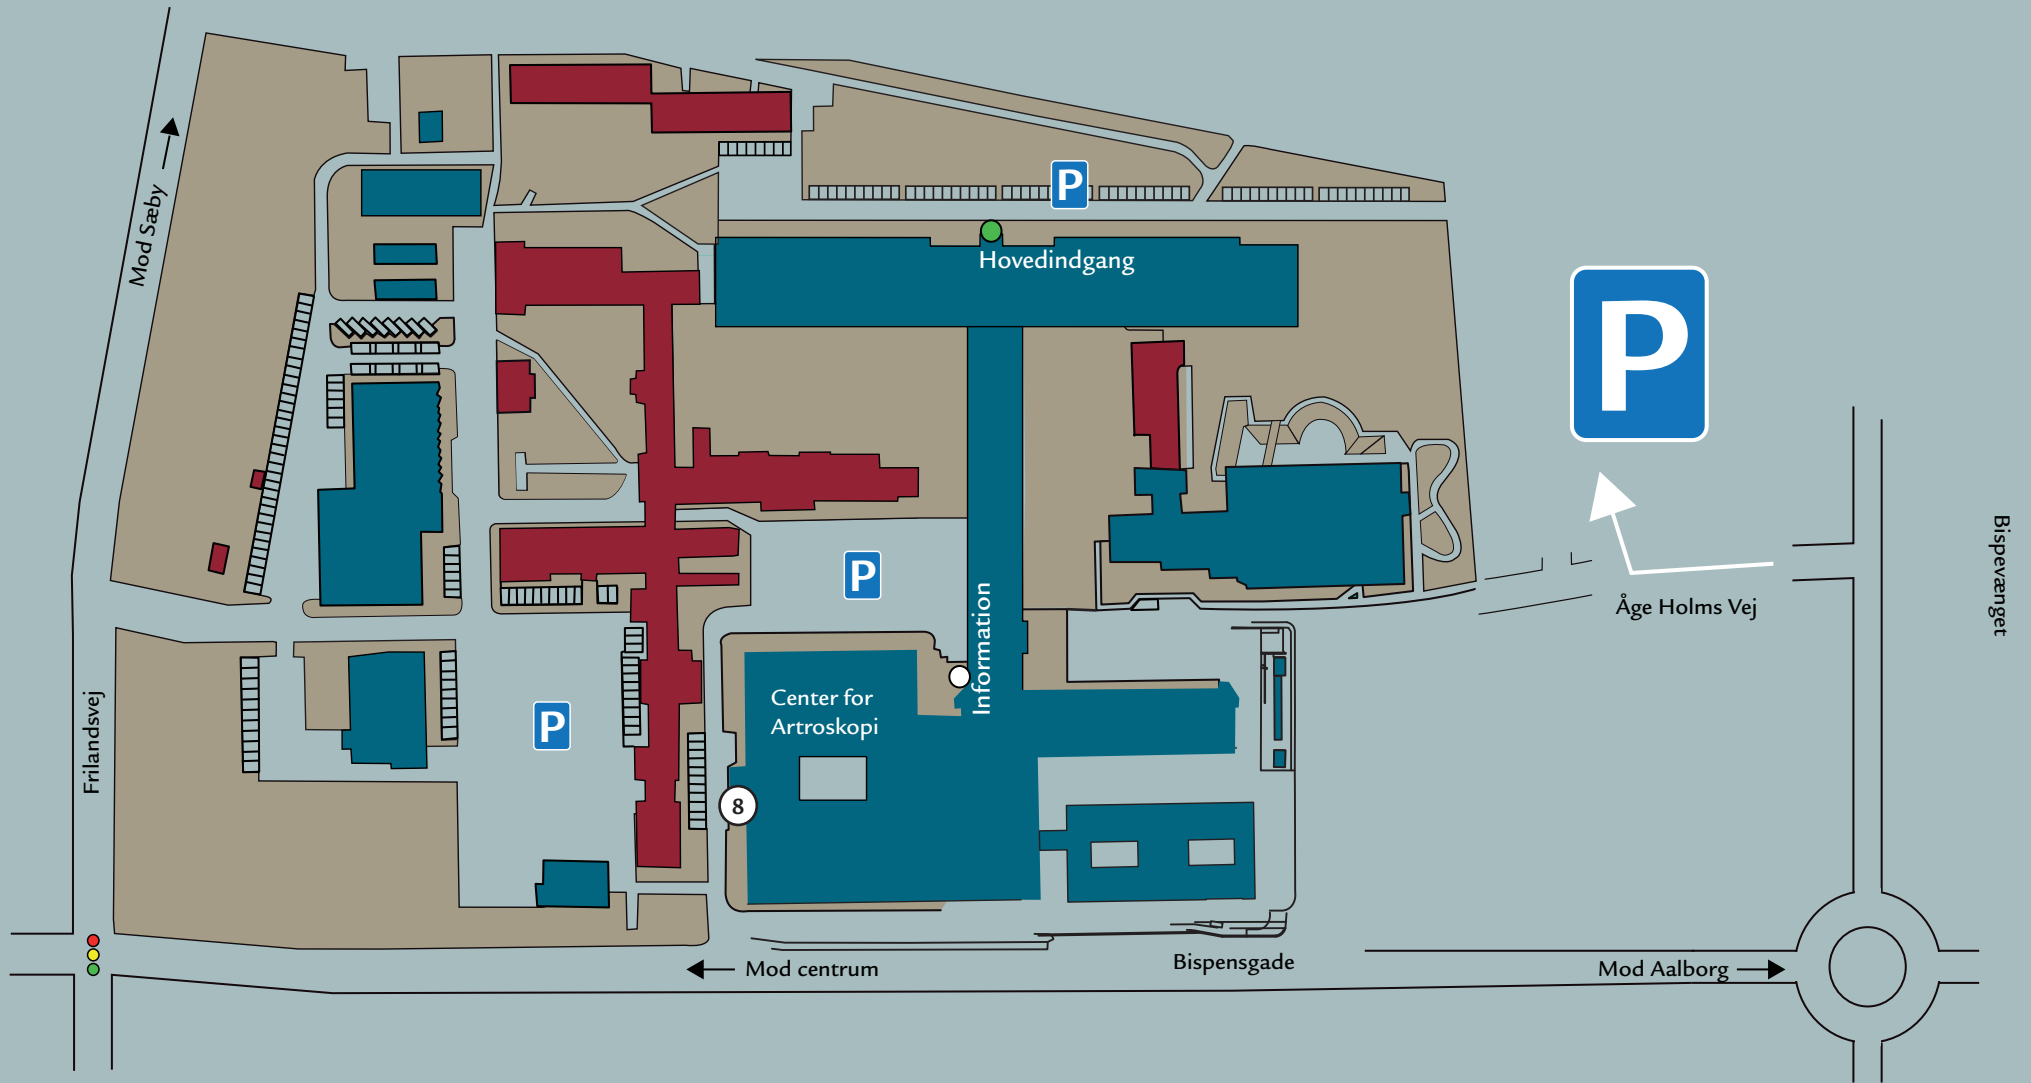 P
Mod Sæby
Hovedindgang
P
P
Information
Åge Holms Vej
Bispevænget
Center for
Artroskopi
P
Frilandsvej
8
Mod centrum
Bispensgade
Mod Aalborg